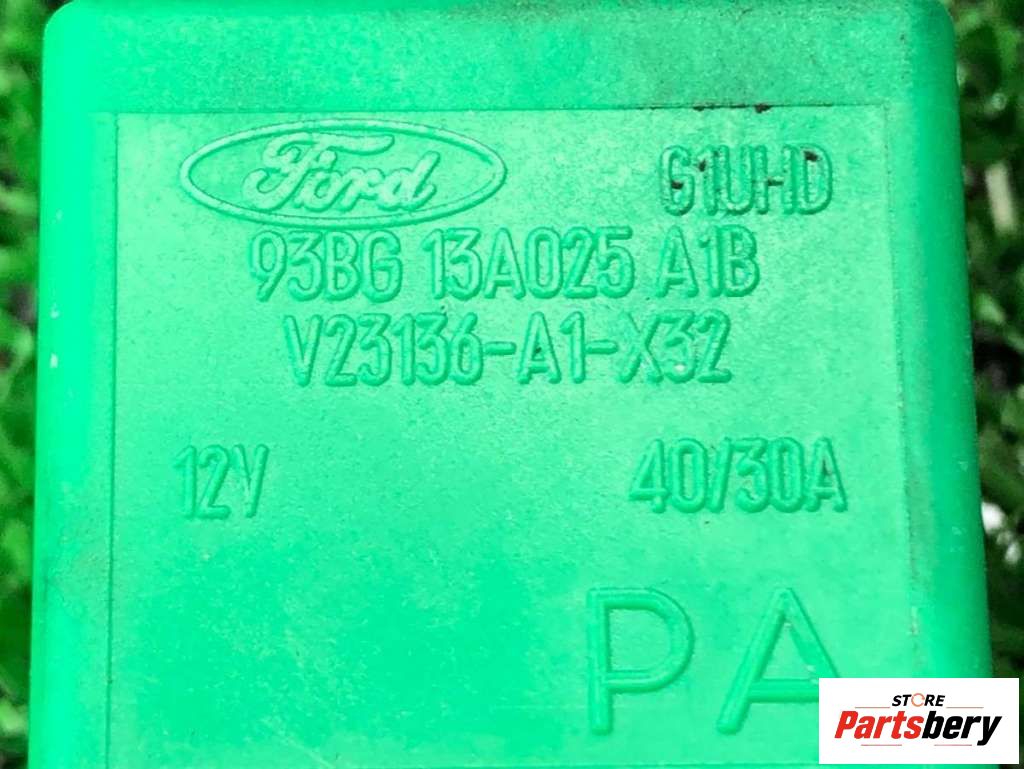 Ford G1UHD
93BG 13A025 A1B
V23136-A1-X32
12V 40/30A
PA
STORE
Partsbery